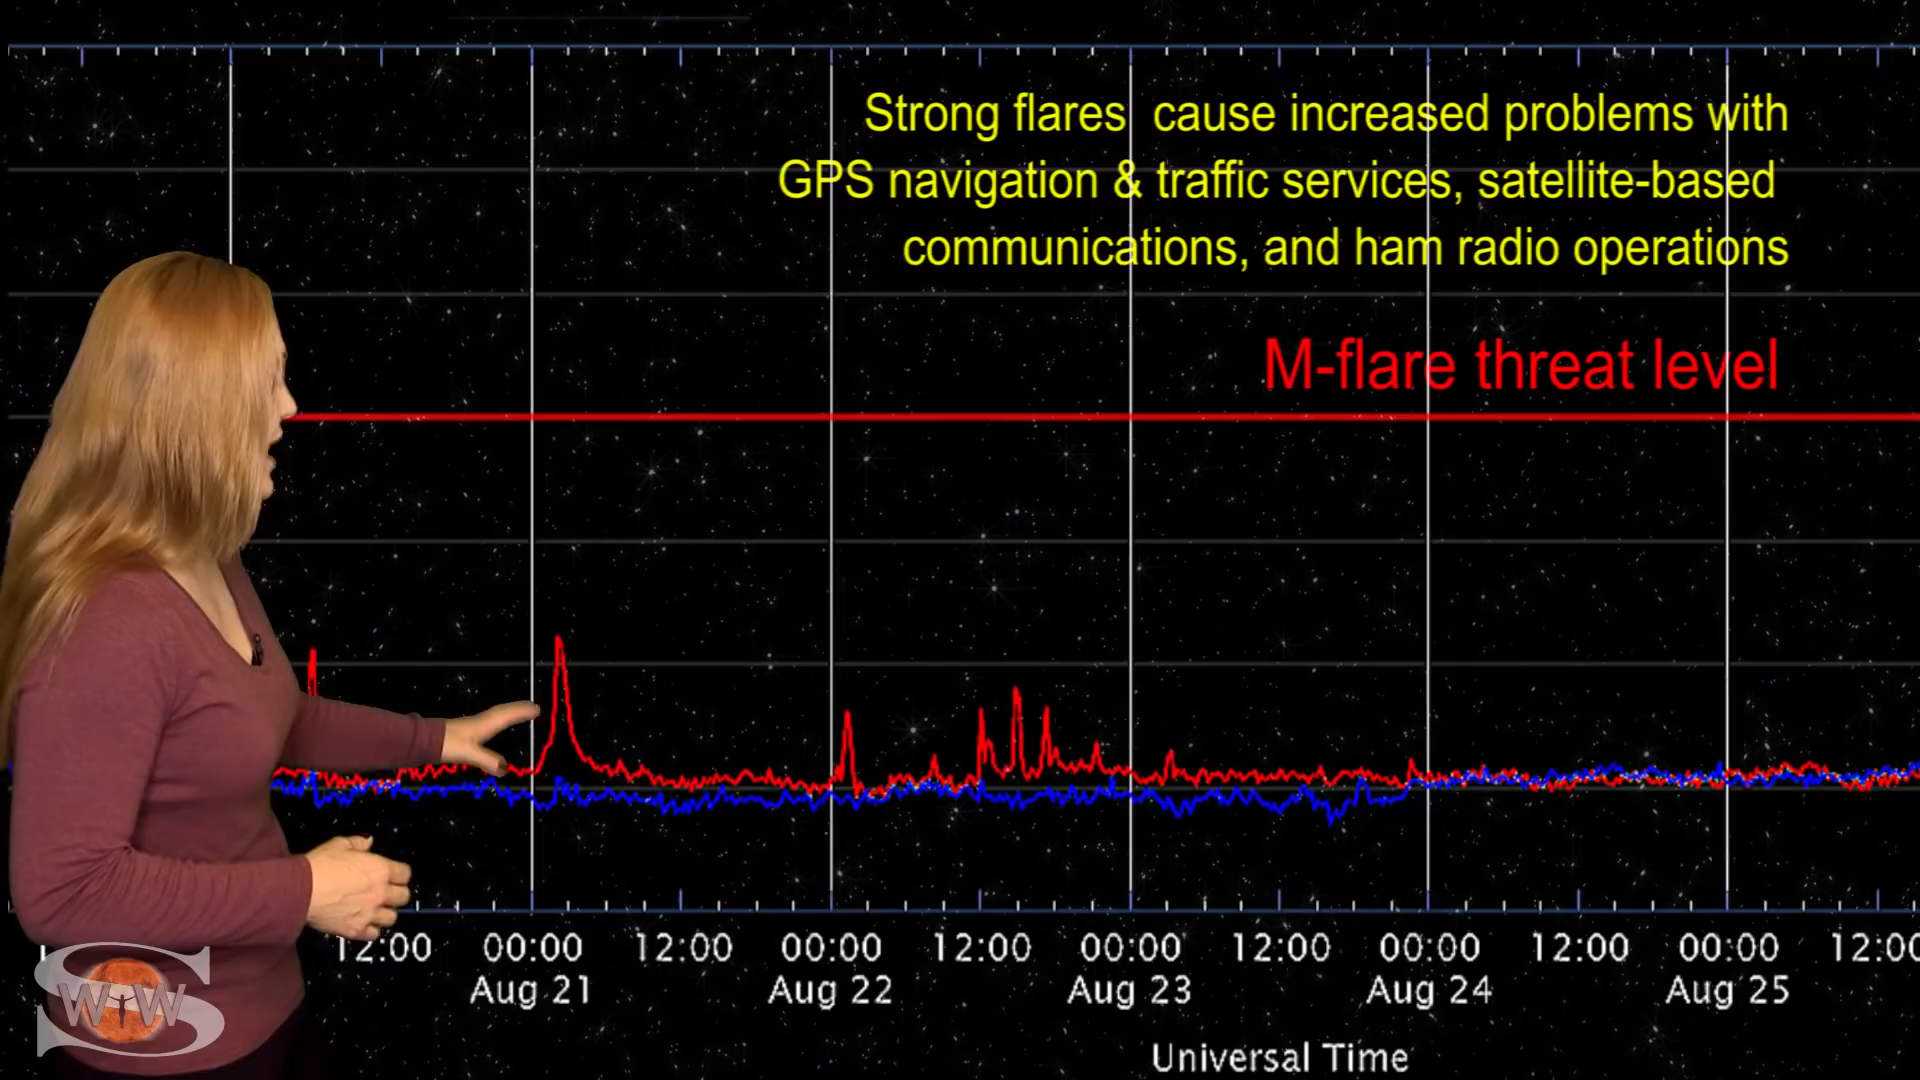 Strong flares cause increased problems with
GPS navigation & traffic services, satellite-based
communications, and ham radio operations
M-flare threat level
12:00 00:00 12:00 00:00 12:00 00:00 12:00 00:00 12:00 00:00 12:00
Aug 21 Aug 22 Aug 23 Aug 24 Aug 25
Universal Time
SWTW